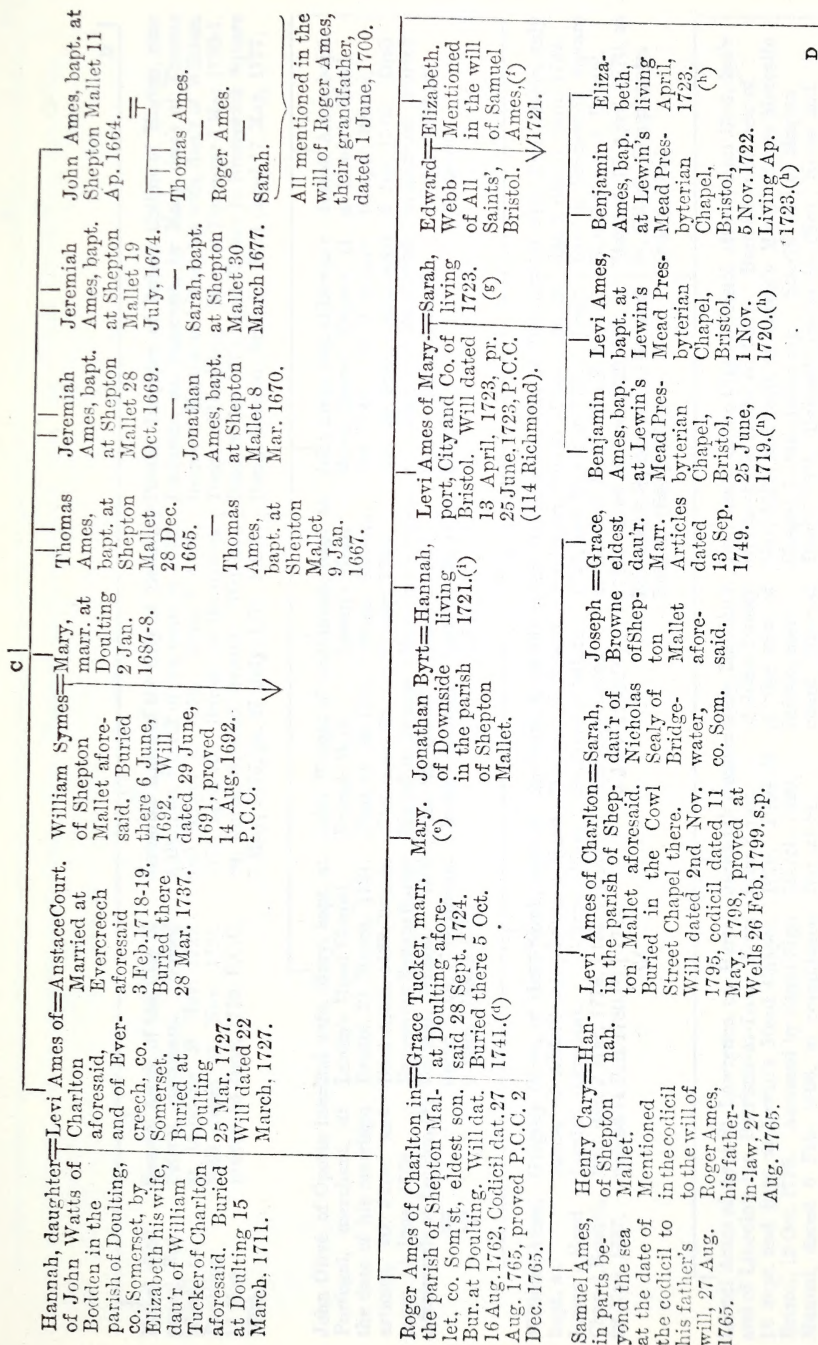 C
Hannah, daughter
of John Watts of
Bodden in the
parish of Doulting,
co. Somerset, by
Elizabeth his wife,
dau'r of William
Tucker of Charlton
aforesaid. Buried
at Doulting 15
March, 1711.
Levi Ames of
Charlton
aforesaid,
and of Ever-
creech, co.
Somerset.
Buried at
Doulting
25 Mar. 1727.
Will dated 22
March, 1727.
Anstace Court.
Married at
Evercreech
aforesaid
3 Feb. 1718-19.
Buried there
28 Mar. 1737.
William Symes
of Shepton
Mallet afore-
said. Buried
there 6 June,
1692. Will
dated 29 June,
1691, proved
14 Aug. 1692.
P.C.C.
Mary,
marr. at
Doulting
2 Jan.
1687-8.
Thomas
Ames,
bapt. at
Shepton
Mallet
28 Dec.
1665.
Thomas
Ames,
bapt. at
Shepton
Mallet
9 Jan.
1667.
Jeremiah
Ames, bapt.
at Shepton
Mallet 28
Oct. 1669.
Jonathan
Ames, bapt.
at Shepton
Mallet 8
Mar. 1670.
Jeremiah
Ames, bapt.
at Shepton
Mallet 19
July, 1674.
Sarah, bapt.
at Shepton
Mallet 30
March 1677.
John Ames, bapt. at
Shepton Mallet 11
Ap. 1664.
Thomas Ames.
Roger Ames.
Sarah.
All mentioned in the
will of Roger Ames,
their grandfather,
dated 1 June, 1700.
Roger Ames of Charlton in
the parish of Shepton Mal-
let, co. Som'st, eldest son.
Bur. at Doulting. Will dat.
16 Aug. 1762, Codicil dat. 27
Aug. 1765, proved P.C.C. 2
Dec. 1765.
Grace Tucker, marr.
at Doulting afore-
said 28 Sept. 1724.
Buried there 5 Oct.
1741.(d)
Mary.
(e)
Jonathan Byrt
of Downside
in the parish
of Shepton
Mallet.
Hannah,
living
1721.(i)
Levi Ames of Mary-
port, City and Co. of
Bristol. Will dated
13 April, 1723, pr.
25 June, 1723, P.C.C.
(114 Richmond).
Sarah,
living
1723.
(g)
Edward
Webb
of All
Saints',
Bristol.
Elizabeth.
Mentioned
in the will
of Samuel
Ames,(f)
1721.
Samuel Ames,
in parts be-
yond the sea
at the date of
the codicil to
his father's
will, 27 Aug.
1765.
Henry Cary
of Shepton
Mallet.
Mentioned
in the codicil
to the will of
Roger Ames,
his father-
in-law, 27
Aug. 1765.
Han-
nah.
Levi Ames of Charlton
in the parish of Shep-
ton Mallet aforesaid.
Buried in the Cowl
Street Chapel there.
Will dated 2nd Nov.
1795, codicil dated 11
May, 1798, proved at
Wells 26 Feb. 1799. s.p.
Sarah,
dau'r of
Nicholas
Sealy of
Bridge-
water,
co. Som.
Joseph
Browne
of Shep-
ton
Mallet
afore-
said.
Grace,
eldest
dau'r.
Marr.
Articles
dated
13 Sep.
1749.
Benjamin
Ames, bap.
at Lewin's
Mead Pres-
byterian
Chapel,
Bristol,
25 June,
1719.(h)
Levi Ames,
bapt. at
Lewin's
Mead Pres-
byterian
Chapel,
Bristol,
1 Nov.
1720.(h)
Benjamin
Ames, bap.
at Lewin's
Mead Pres-
byterian
Chapel,
Bristol,
5 Nov. 1722.
Living Ap.
1723.(h)
Eliza-
beth,
living
April,
1723.
(h)
D